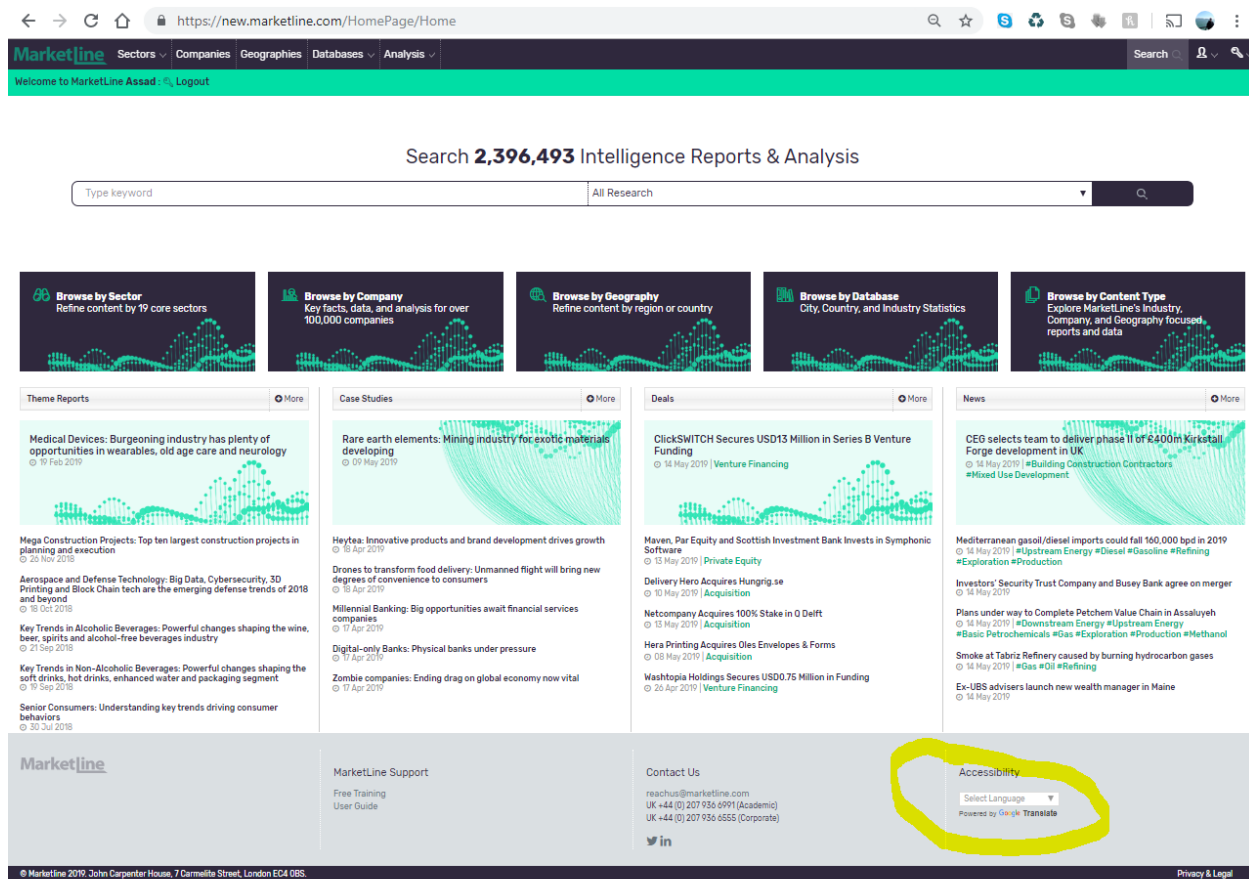 https://new.marketline.com/HomePage/Home
MarketLine Sectors Companies Geographies Databases Analysis Search
Welcome to MarketLine Assad : Logout
Search 2,396,493 Intelligence Reports & Analysis
Type keyword All Research
Browse by Sector
Refine content by 19 core sectors
Browse by Company
Key facts, data, and analysis for over
100,000 companies
Browse by Geography
Refine content by region or country
Browse by Database
City, Country, and Industry Statistics
Browse by Content Type
Explore MarketLine's Industry,
Company, and Geography focused
reports and data
Theme Reports More
Medical Devices: Burgeoning industry has plenty of
opportunities in wearables, old age care and neurology
19 Feb 2019
Mega Construction Projects: Top ten largest construction projects in
planning and execution
26 Nov 2018
Aerospace and Defense Technology: Big Data, Cybersecurity, 3D
Printing and Block Chain tech are the emerging defense trends of 2018
and beyond
18 Oct 2018
Key Trends in Alcoholic Beverages: Powerful changes shaping the wine,
beer, spirits and alcohol-free beverages industry
21 Sep 2018
Key Trends in Non-Alcoholic Beverages: Powerful changes shaping the
soft drinks, hot drinks, enhanced water and packaging segment
19 Sep 2018
Senior Consumers: Understanding key trends driving consumer
behaviors
30 Jul 2018
Case Studies More
Rare earth elements: Mining industry for exotic materials
developing
09 May 2019
Heytea: Innovative products and brand development drives growth
18 Apr 2019
Drones to transform food delivery: Unmanned flight will bring new
degrees of convenience to consumers
18 Apr 2019
Millennial Banking: Big opportunities await financial services
companies
17 Apr 2019
Digital-only Banks: Physical banks under pressure
17 Apr 2019
Zombie companies: Ending drag on global economy now vital
17 Apr 2019
Deals More
ClickSWITCH Secures USD13 Million in Series B Venture
Funding
14 May 2019 | Venture Financing
Maven, Par Equity and Scottish Investment Bank Invests in Symphonic
Software
13 May 2019 | Private Equity
Delivery Hero Acquires Hungrig.se
10 May 2019 | Acquisition
Netcompany Acquires 100% Stake in Q Delft
13 May 2019 | Acquisition
Hera Printing Acquires Oles Envelopes & Forms
08 May 2019 | Acquisition
Washtopia Holdings Secures USD0.75 Million in Funding
26 Apr 2019 | Venture Financing
News More
CEG selects team to deliver phase II of £400m Kirkstall
Forge development in UK
14 May 2019 | #Building Construction Contractors
#Mixed Use Development
Mediterranean gasoil/diesel imports could fall 160,000 bpd in 2019
14 May 2019 | #Upstream Energy #Diesel #Gasoline #Refining
#Exploration #Production
Investors' Security Trust Company and Busey Bank agree on merger
14 May 2019
Plans under way to Complete Petchem Value Chain in Assaluyeh
14 May 2019 | #Downstream Energy #Upstream Energy
#Basic Petrochemicals #Gas #Exploration #Production #Methanol
Smoke at Tabriz Refinery caused by burning hydrocarbon gases
14 May 2019 | #Gas #Oil #Refining
Ex-UBS advisers launch new wealth manager in Maine
14 May 2019
MarketLine
MarketLine Support
Free Training
User Guide
Contact Us
reachus@marketline.com
UK +44 (0) 207 936 6991 (Academic)
UK +44 (0) 207 936 6555 (Corporate)
Accessibility
Select Language
Powered by Google Translate
© Marketline 2019. John Carpenter House, 7 Carmelite Street, London EC4 0BS. Privacy & Legal